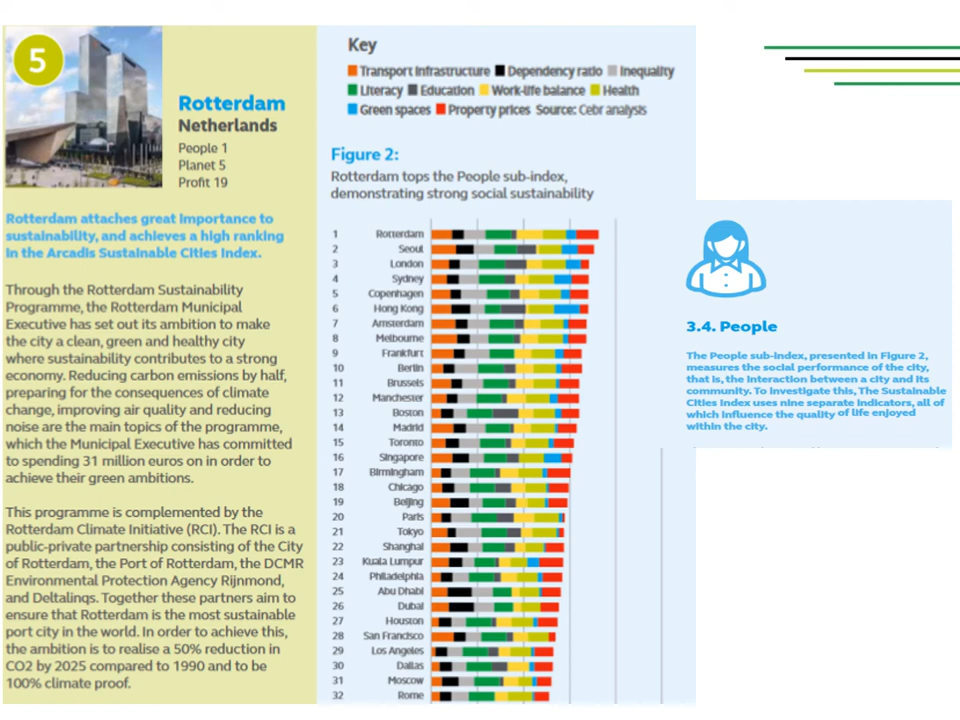 5
Rotterdam
Netherlands
People 1
Planet 5
Profit 19
Rotterdam attaches great importance to
sustainability, and achieves a high ranking
in the Arcadis Sustainable Cities Index.
Through the Rotterdam Sustainability
Programme, the Rotterdam Municipal
Executive has set out its ambition to make
the city a clean, green and healthy city
where sustainability contributes to a strong
economy. Reducing carbon emissions by half,
preparing for the consequences of climate
change, improving air quality and reducing
noise are the main topics of the programme,
which the Municipal Executive has committed
to spending 31 million euros on in order to
achieve their green ambitions.
This programme is complemented by the
Rotterdam Climate Initiative (RCI). The RCI is a
public-private partnership consisting of the City
of Rotterdam, the Port of Rotterdam, the DCMR
Environmental Protection Agency Rijnmond,
and Deltalinqs. Together these partners aim to
ensure that Rotterdam is the most sustainable
port city in the world. In order to achieve this,
the ambition is to realise a 50% reduction in
CO2 by 2025 compared to 1990 and to be
100% climate proof.
Key
Transport infrastructure Dependency ratio Inequality
Literacy Education Work-life balance Health
Green spaces Property prices Source: Cebr analysis
Figure 2:
Rotterdam tops the People sub-index,
demonstrating strong social sustainability
1 Rotterdam
2 Seoul
3 London
4 Sydney
5 Copenhagen
6 Hong Kong
7 Amsterdam
8 Melbourne
9 Frankfurt
10 Berlin
11 Brussels
12 Manchester
13 Boston
14 Madrid
15 Toronto
16 Singapore
17 Birmingham
18 Chicago
19 Beijing
20 Paris
21 Tokyo
22 Shanghai
23 Kuala Lumpur
24 Philadelphia
25 Abu Dhabi
26 Dubai
27 Houston
28 San Francisco
29 Los Angeles
30 Dallas
31 Moscow
32 Rome
3.4. People
The People sub-index, presented in Figure 2,
measures the social performance of the city,
that is, the interaction between a city and its
community. To investigate this, The Sustainable
Cities Index uses nine separate indicators, all of
which influence the quality of life enjoyed
within the city.